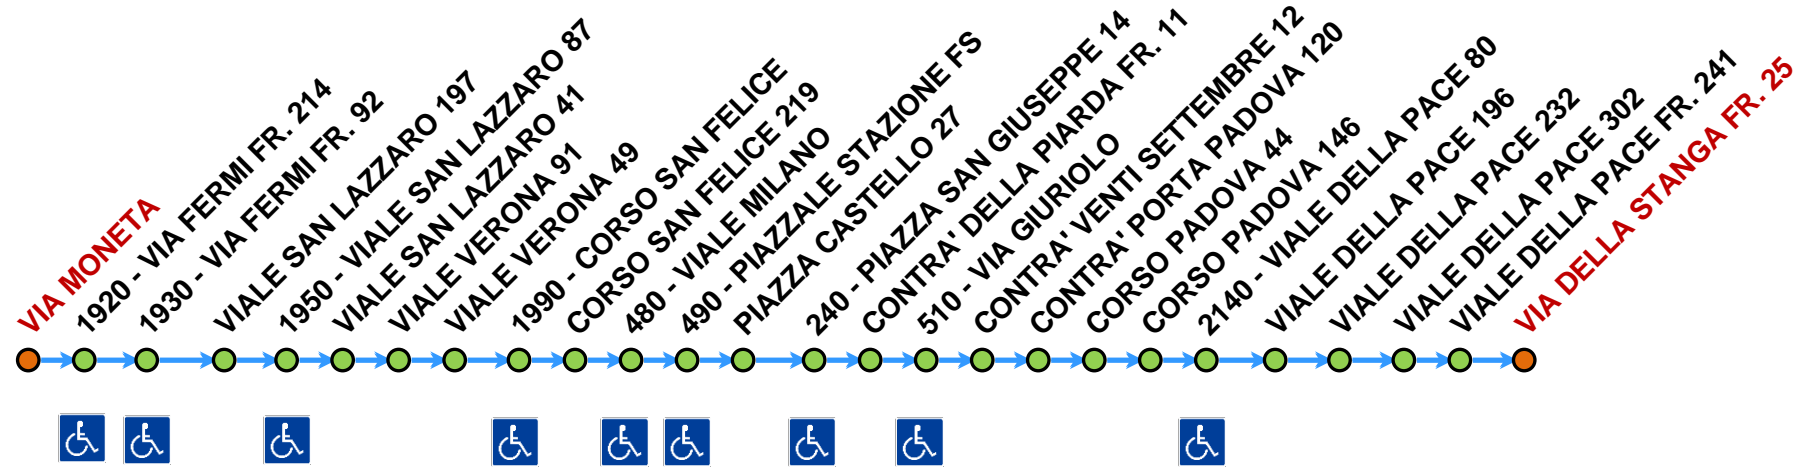 VIA MONETA
1920 - VIA FERMI FR. 214
1930 - VIA FERMI FR. 92
VIALE SAN LAZZARO 197
1950 - VIALE SAN LAZZARO 87
VIALE SAN LAZZARO 41
VIALE VERONA 91
VIALE VERONA 49
1990 - CORSO SAN FELICE
CORSO SAN FELICE 219
480 - VIALE MILANO
490 - PIAZZALE STAZIONE FS
PIAZZA CASTELLO 27
240 - PIAZZA SAN GIUSEPPE 14
CONTRA' DELLA PIARDA FR. 11
510 - VIA GIURIOLO
CONTRA' VENTI SETTEMBRE 12
CONTRA' PORTA PADOVA 120
CORSO PADOVA 44
CORSO PADOVA 146
2140 - VIALE DELLA PACE 80
VIALE DELLA PACE 196
VIALE DELLA PACE 232
VIALE DELLA PACE 302
VIALE DELLA PACE FR. 241
VIA DELLA STANGA FR. 25